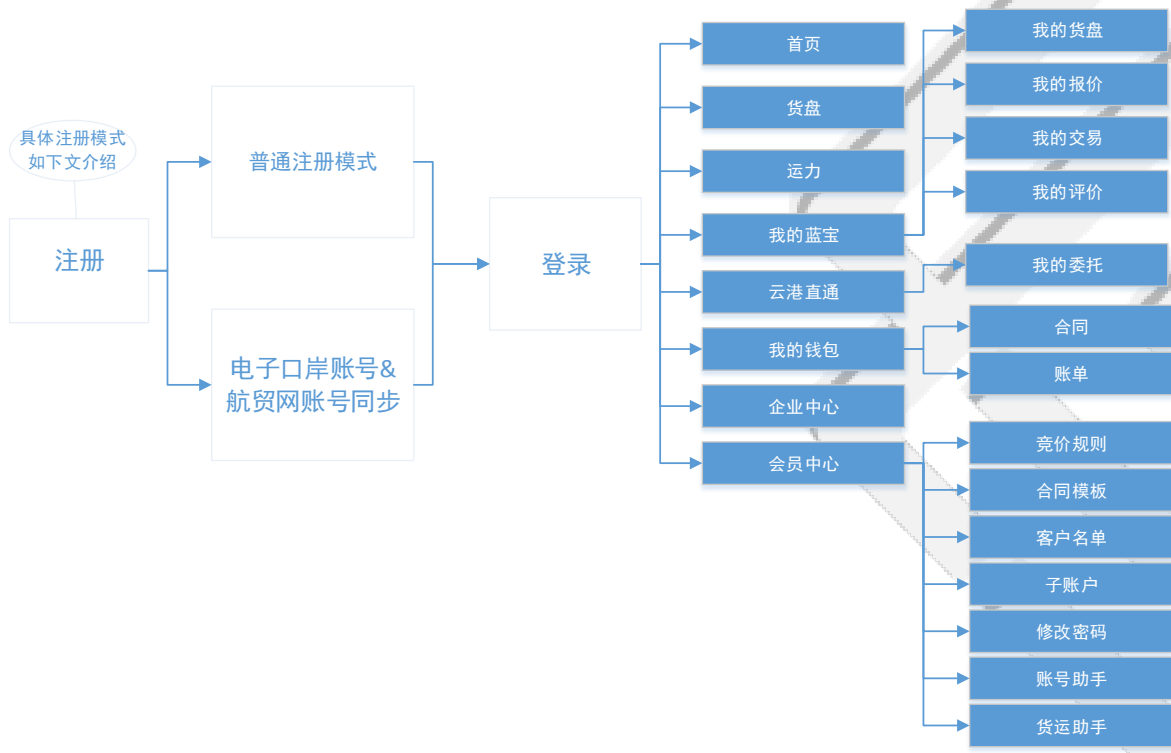 具体注册模式
如下文介绍
注册
普通注册模式
电子口岸账号&
航贸网账号同步
登录
首页
货盘
运力
我的蓝宝
云港直通
我的钱包
企业中心
会员中心
我的货盘
我的报价
我的交易
我的评价
我的委托
合同
账单
竞价规则
合同模板
客户名单
子账户
修改密码
账号助手
货运助手